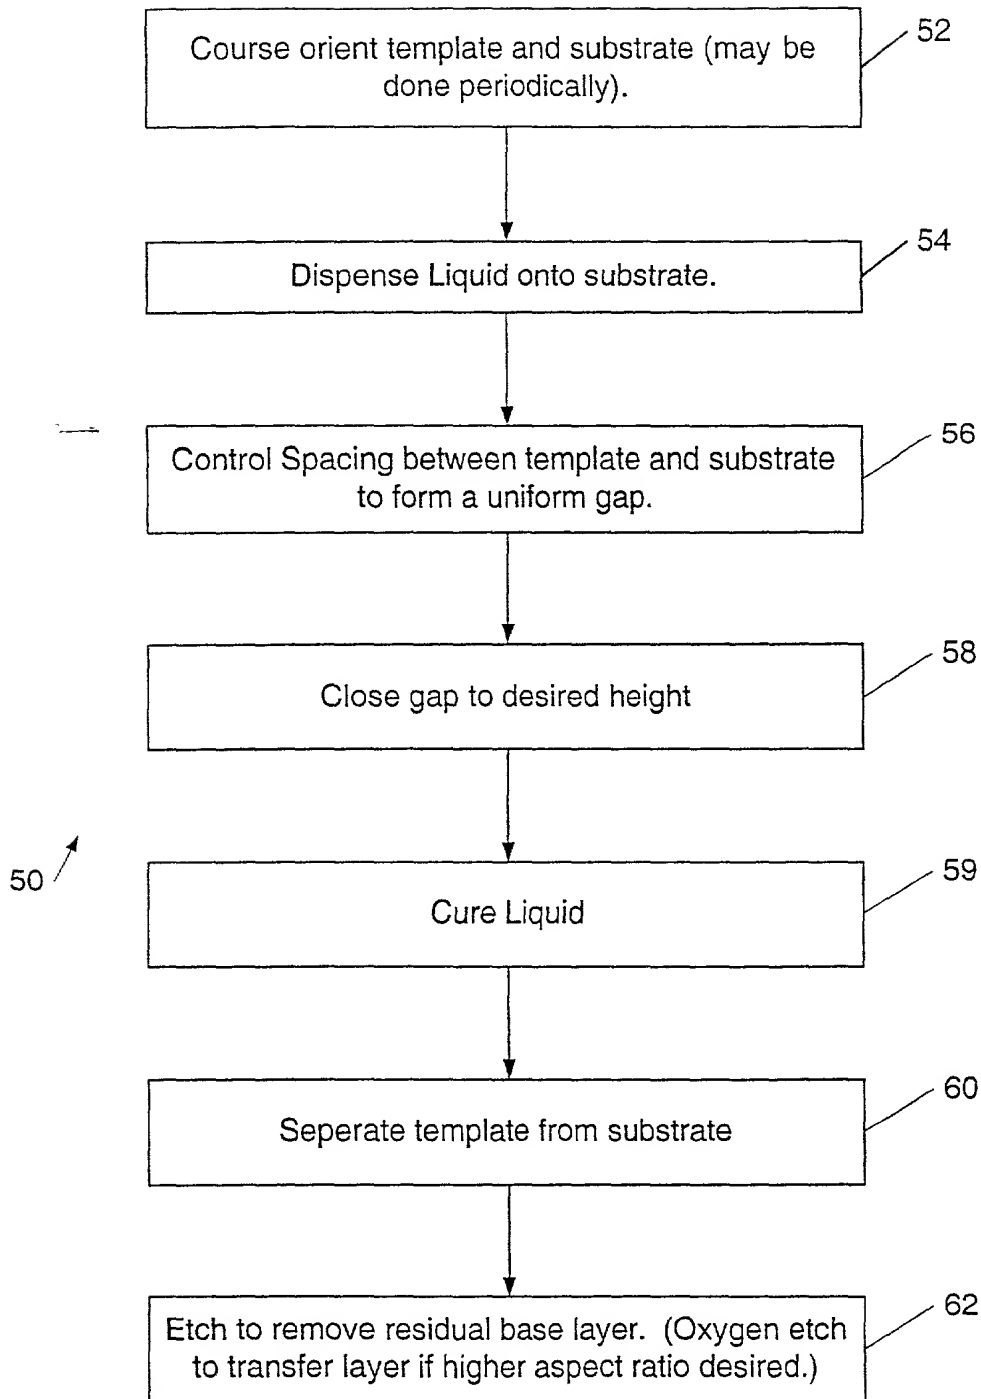 Course orient template and substrate (may be
done periodically).
52
Dispense Liquid onto substrate.
54
Control Spacing between template and substrate
to form a uniform gap.
56
Close gap to desired height
58
50
Cure Liquid
59
Seperate template from substrate
60
Etch to remove residual base layer. (Oxygen etch
to transfer layer if higher aspect ratio desired.)
62